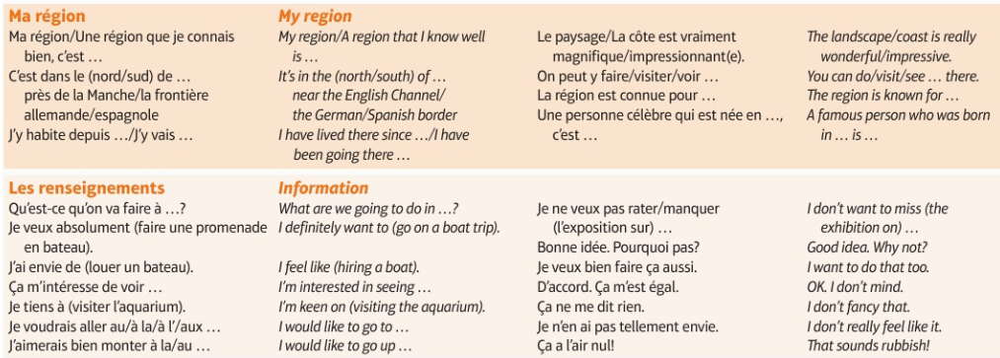 Ma région
Ma région/Une région que je connais
bien, c'est …
C'est dans le (nord/sud) de …
près de la Manche/la frontière
allemande/espagnole
J'y habite depuis …/J'y vais …
My region
My region/A region that I know well
is …
It's in the (north/south) of …
near the English Channel/
the German/Spanish border
I have lived there since …/I have
been going there …
Le paysage/La côte est vraiment
magnifique/impressionnant(e).
On peut y faire/visiter/voir …
La région est connue pour …
Une personne célèbre qui est née en …,
c'est …
The landscape/coast is really
wonderful/impressive.
You can do/visit/see … there.
The region is known for …
A famous person who was born
in … is …
Les renseignements
Qu'est-ce qu'on va faire à …?
Je veux absolument (faire une promenade
en bateau).
J'ai envie de (louer un bateau).
Ça m'intéresse de voir …
Je tiens à (visiter l'aquarium).
Je voudrais aller au/à la/à l'/aux …
J'aimerais bien monter à la/au …
Information
What are we going to do in …?
I definitely want to (go on a boat trip).
I feel like (hiring a boat).
I'm interested in seeing …
I'm keen on (visiting the aquarium).
I would like to go to …
I would like to go up …
Je ne veux pas rater/manquer
(l'exposition sur) …
Bonne idée. Pourquoi pas?
Je veux bien faire ça aussi.
D'accord. Ça m'est égal.
Ça ne me dit rien.
Je n'en ai pas tellement envie.
Ça a l'air nul!
I don't want to miss (the
exhibition on) …
Good idea. Why not?
I want to do that too.
OK. I don't mind.
I don't fancy that.
I don't really feel like it.
That sounds rubbish!